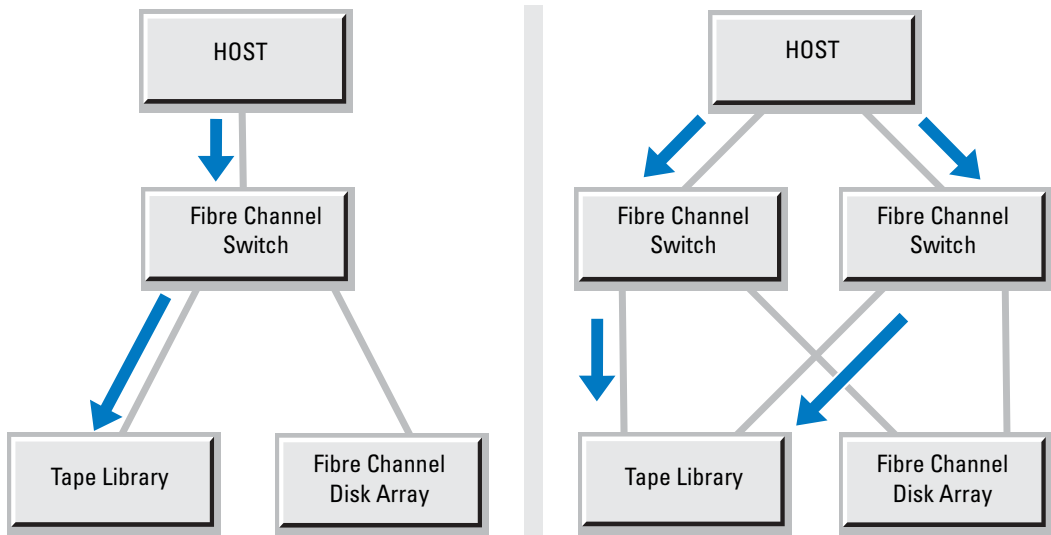 HOST
Fibre Channel
Switch
Tape Library
Fibre Channel
Disk Array
HOST
Fibre Channel
Switch
Fibre Channel
Switch
Tape Library
Fibre Channel
Disk Array